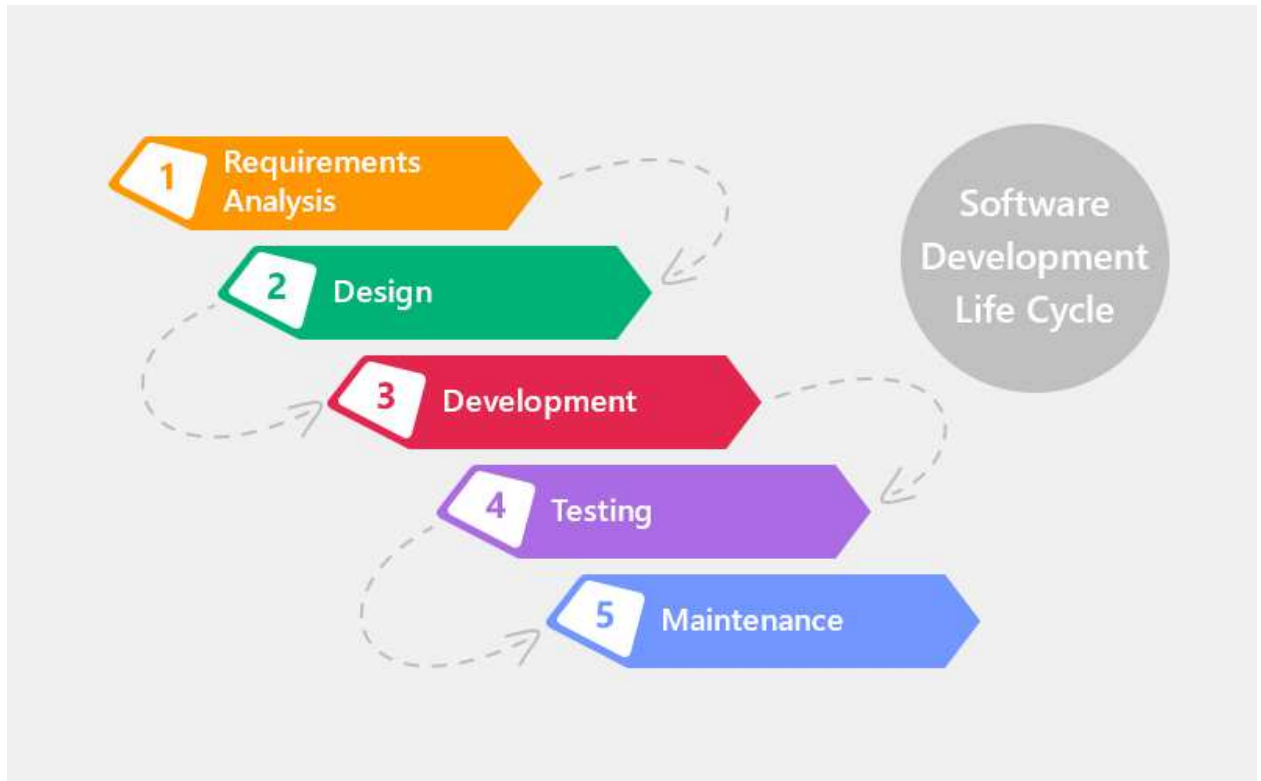 1
Requirements
Analysis
2
Design
3
Development
4
Testing
5
Maintenance
Software
Development
Life Cycle